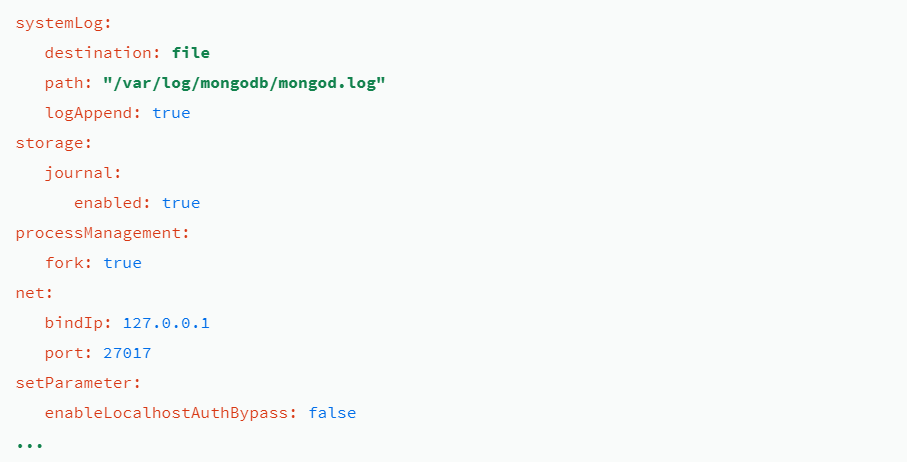 systemLog:
   destination: file
   path: "/var/log/mongodb/mongod.log"
   logAppend: true
storage:
   journal:
      enabled: true
processManagement:
   fork: true
net:
   bindIp: 127.0.0.1
   port: 27017
setParameter:
   enableLocalhostAuthBypass: false
...